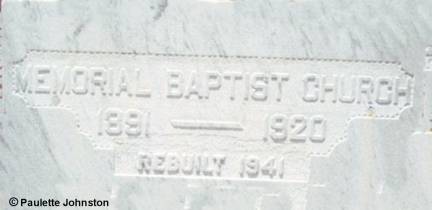 MEMORIAL BAPTIST CHURCH
1891 — 1920
REBUILT 1941
© Paulette Johnston